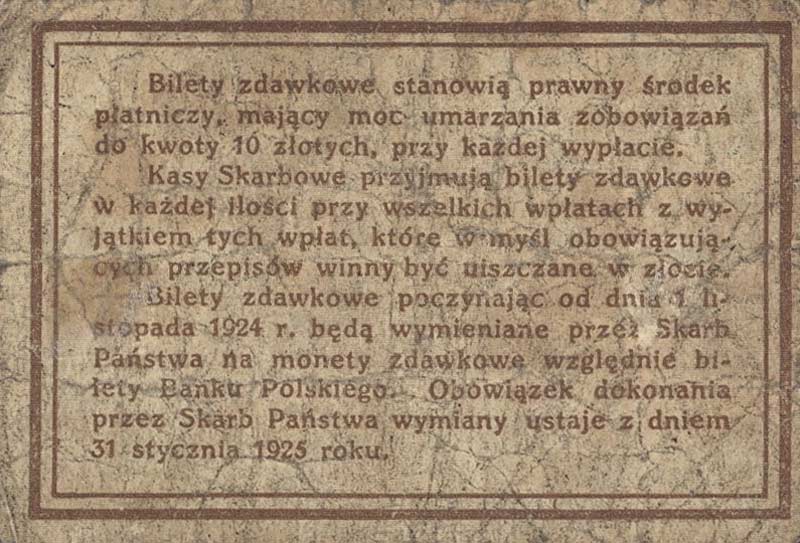 Bilety zdawkowe stanowią prawny środek
płatniczy, mający moc umarzania zobowiązań
do kwoty 10 złotych, przy każdej wypłacie.
Kasy Skarbowe przyjmują bilety zdawkowe
w każdej ilości przy wszelkich wpłatach z wy-
jątkiem tych wpłat, które w myśl obowiązują-
cych przepisów winny być uiszczane w złocie.
Bilety zdawkowe poczynając od dnia 1 li-
stopada 1924 r. będą wymieniane przez Skarb
Państwa na monety zdawkowe względnie bi-
lety Banku Polskiego. Obowiązek dokonania
przez Skarb Państwa wymiany ustaje z dniem
31 stycznia 1925 roku.